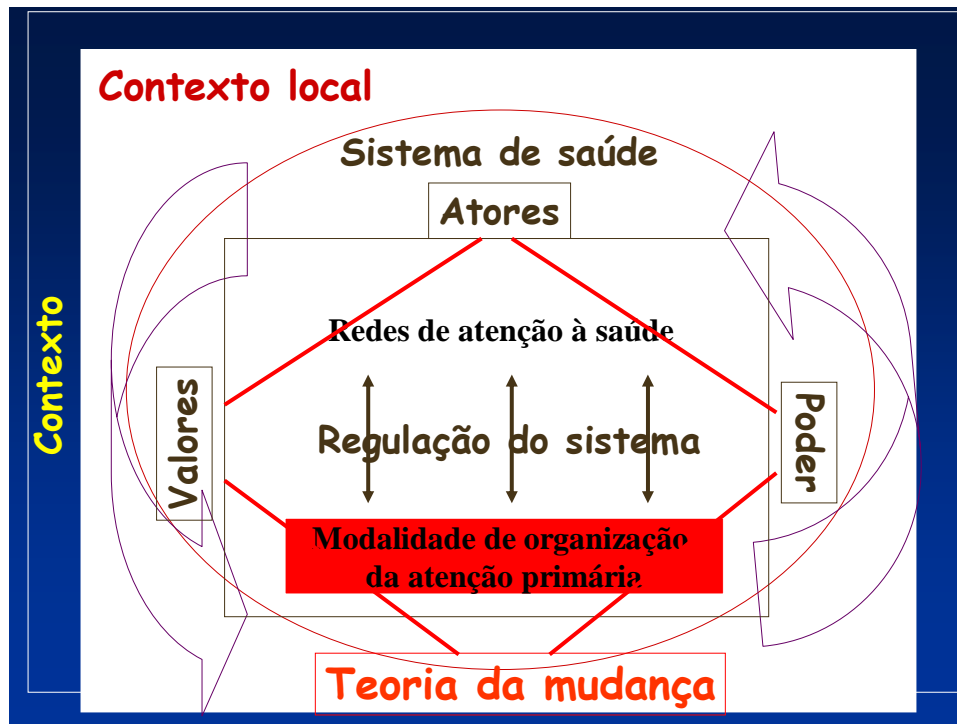 Contexto local
Sistema de saúde
Atores
Redes de atenção à saúde
Contexto
Valores
Regulação do sistema
Poder
Modalidade de organização
da atenção primária
Teoria da mudança